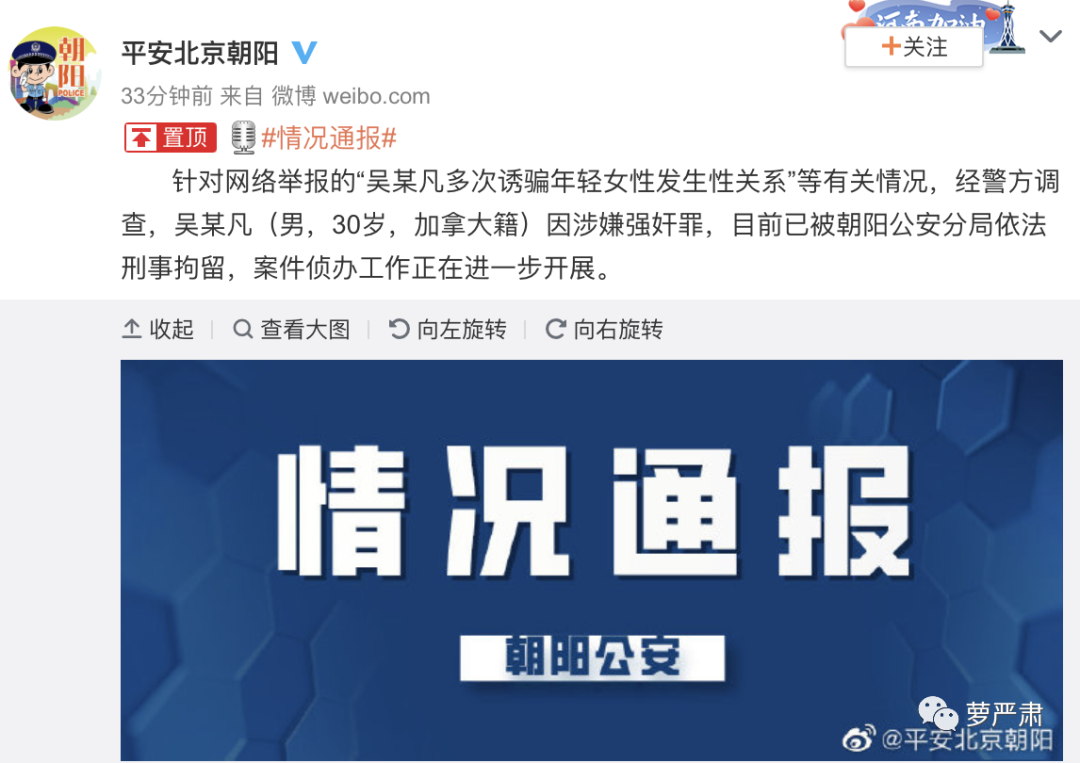 河南加油
朝阳
POLICE
平安北京朝阳
+关注
33分钟前 来自 微博 weibo.com
置顶 #情况通报#
针对网络举报的“吴某凡多次诱骗年轻女性发生性关系”等有关情况，经警方调
查，吴某凡（男，30岁，加拿大籍）因涉嫌强奸罪，目前已被朝阳公安分局依法
刑事拘留，案件侦办工作正在进一步开展。
收起 查看大图 向左旋转 向右旋转
情况通报
朝阳公安
萝严肃
@平安北京朝阳